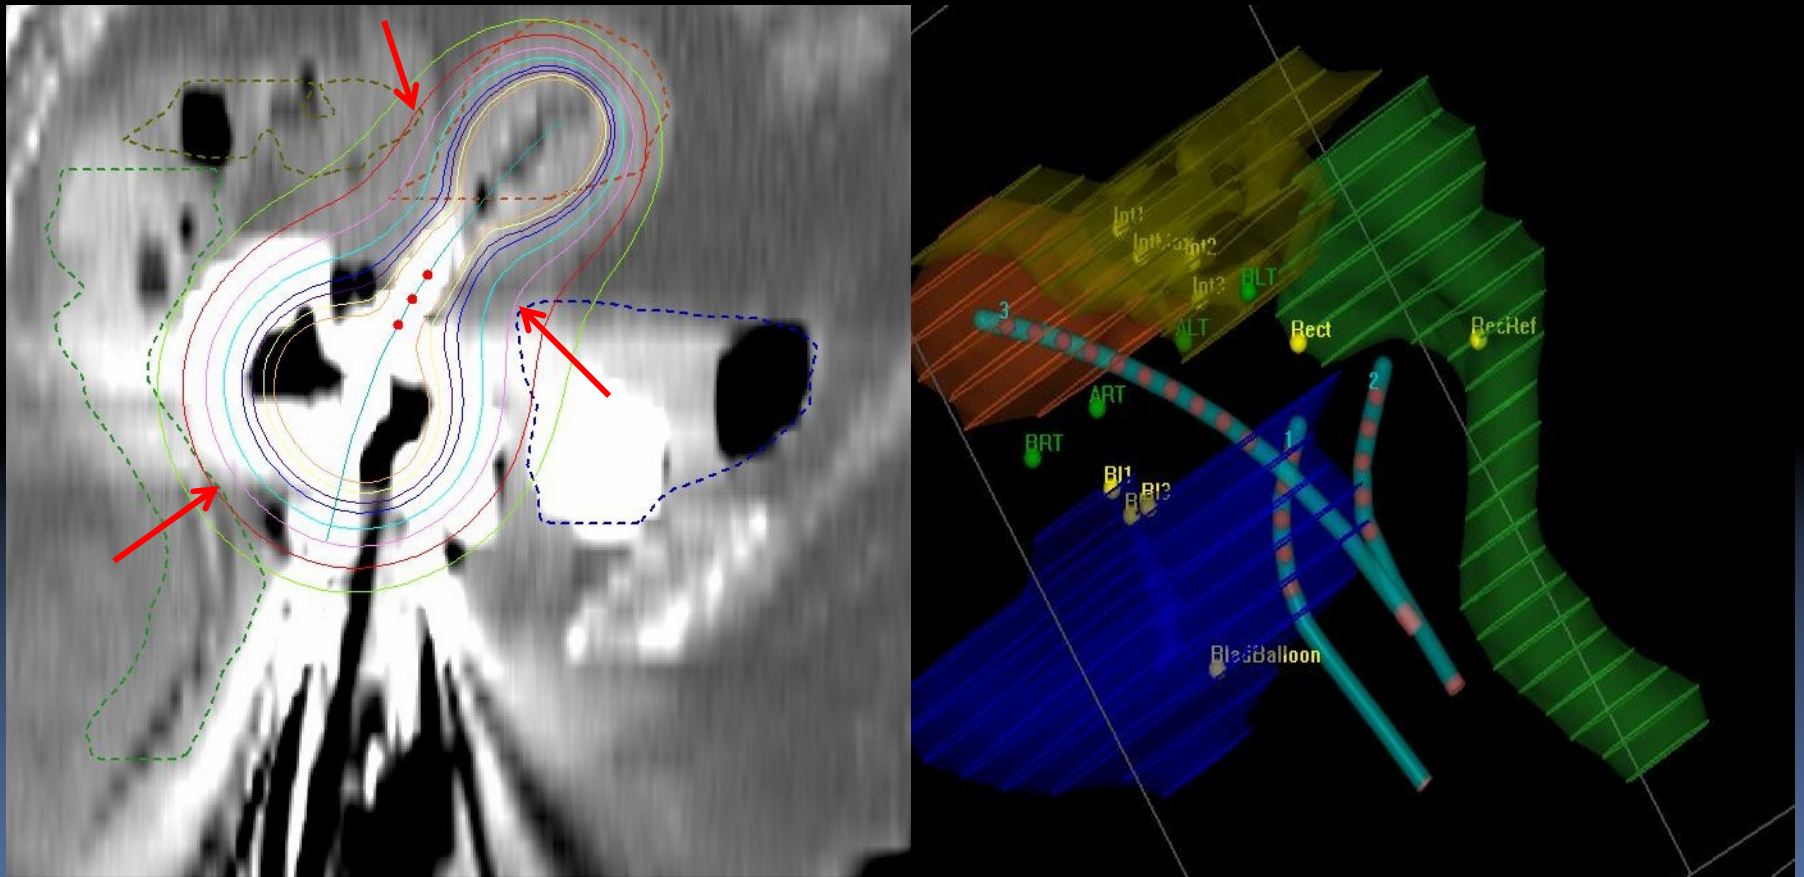 Int1
Int2
Int3
BLT
ALT
Rect
RecRef
3
2
ART
1
BRT
Bl1
Bl3
BladBalloon